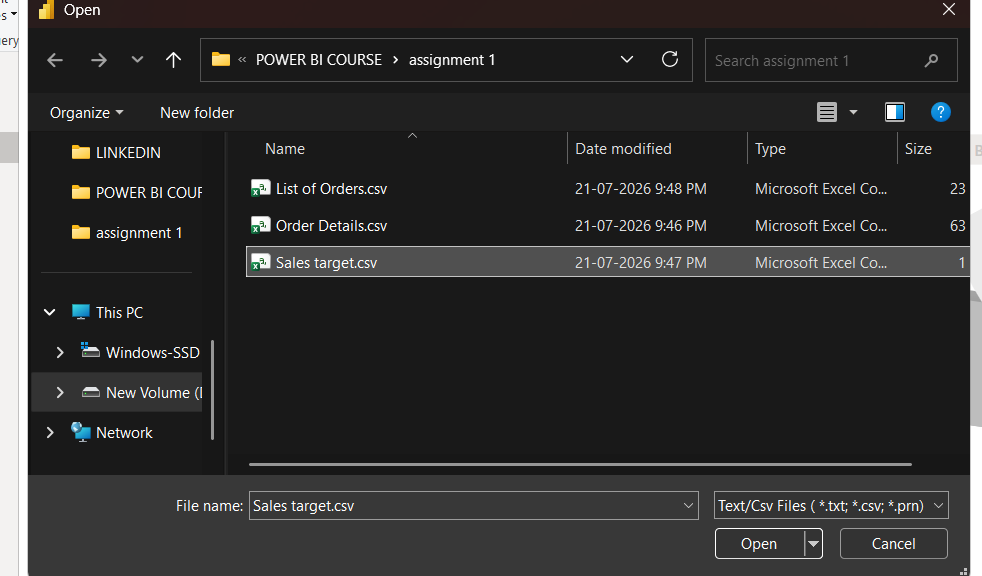 Open
POWER BI COURSE > assignment 1
Search assignment 1
Organize
New folder
Name
Date modified
Type
Size
LINKEDIN
POWER BI COUR
assignment 1
This PC
Windows-SSD
New Volume (
Network
List of Orders.csv 21-07-2026 9:48 PM Microsoft Excel Co... 23
Order Details.csv 21-07-2026 9:46 PM Microsoft Excel Co... 63
Sales target.csv 21-07-2026 9:47 PM Microsoft Excel Co... 1
File name: Sales target.csv
Text/Csv Files ( *.txt; *.csv; *.prn)
Open
Cancel